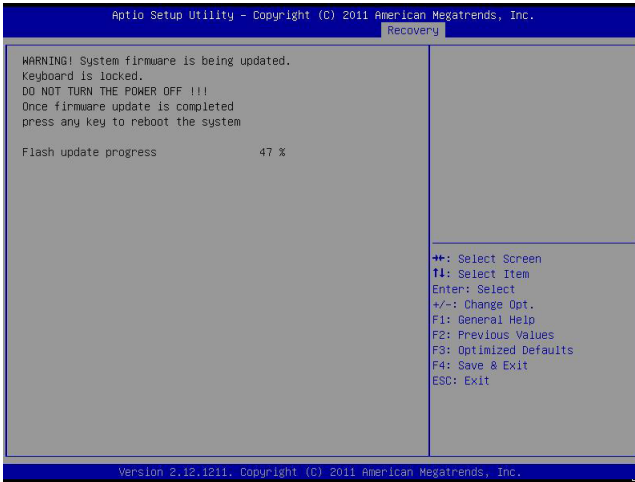 Aptio Setup Utility – Copyright (C) 2011 American Megatrends, Inc.
Recovery
WARNING! System firmware is being updated.
Keyboard is locked.
DO NOT TURN THE POWER OFF !!!
Once firmware update is completed
press any key to reboot the system
Flash update progress 47 %
→←: Select Screen
↑↓: Select Item
Enter: Select
+/-: Change Opt.
F1: General Help
F2: Previous Values
F3: Optimized Defaults
F4: Save & Exit
ESC: Exit
Version 2.12.1211. Copyright (C) 2011 American Megatrends, Inc.